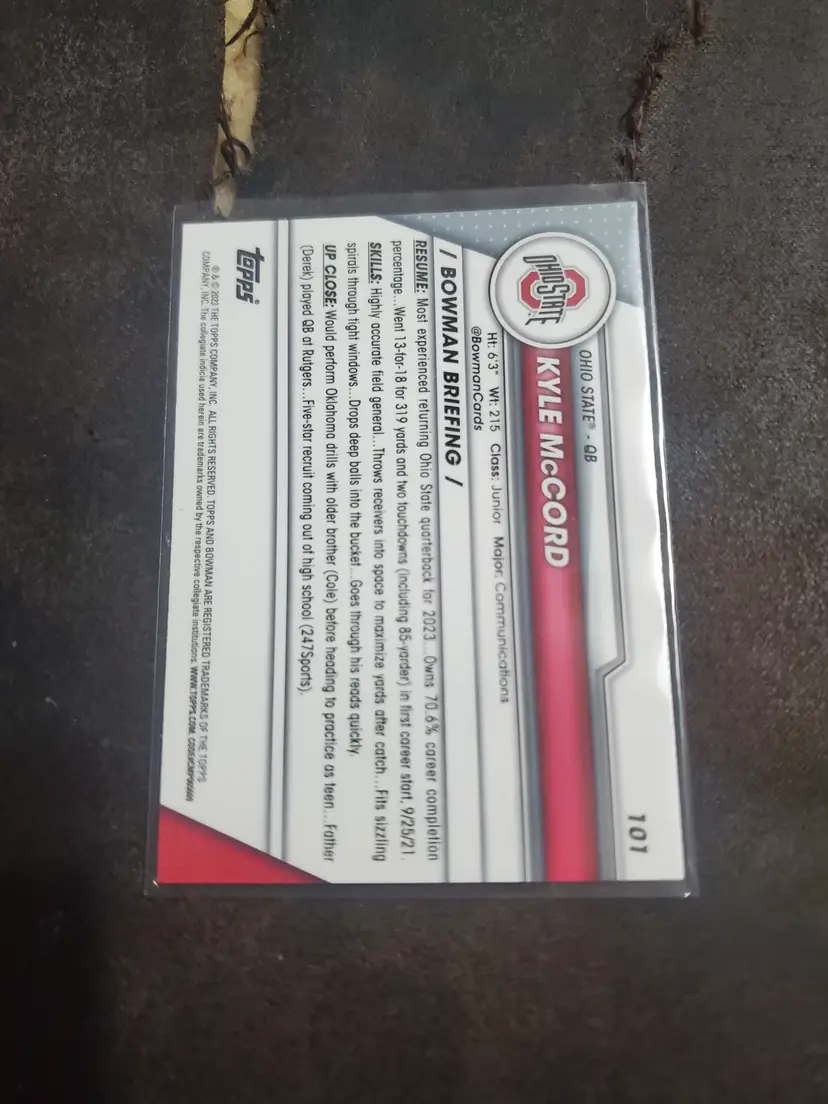 101
OHIO STATE
OHIO STATE® - QB
KYLE McCORD
Ht: 6'3" Wt: 215 Class: Junior Major: Communications
@BowmanCards
/ BOWMAN BRIEFING /
RESUME: Most experienced returning Ohio State quarterback for 2023...Owns 70.6% career completion
percentage...Went 13-for-18 for 319 yards and two touchdowns (including 85-yarder) in first career start, 9/25/21.
SKILLS: Highly accurate field general...Throws receivers into space to maximize yards after catch...Fits sizzling
spirals through tight windows...Drops deep balls into the bucket...Goes through his reads quickly.
UP CLOSE: Would perform Oklahoma drills with older brother (Cole) before heading to practice as teen...Father
(Derek) played QB at Rutgers...Five-star recruit coming out of high school (247Sports).
topps®
® & © 2023 THE TOPPS COMPANY, INC. ALL RIGHTS RESERVED. TOPPS AND BOWMAN ARE REGISTERED TRADEMARKS OF THE TOPPS
COMPANY, INC. The collegiate indicia used herein are trademarks owned by the respective collegiate institutions. WWW.TOPPS.COM.